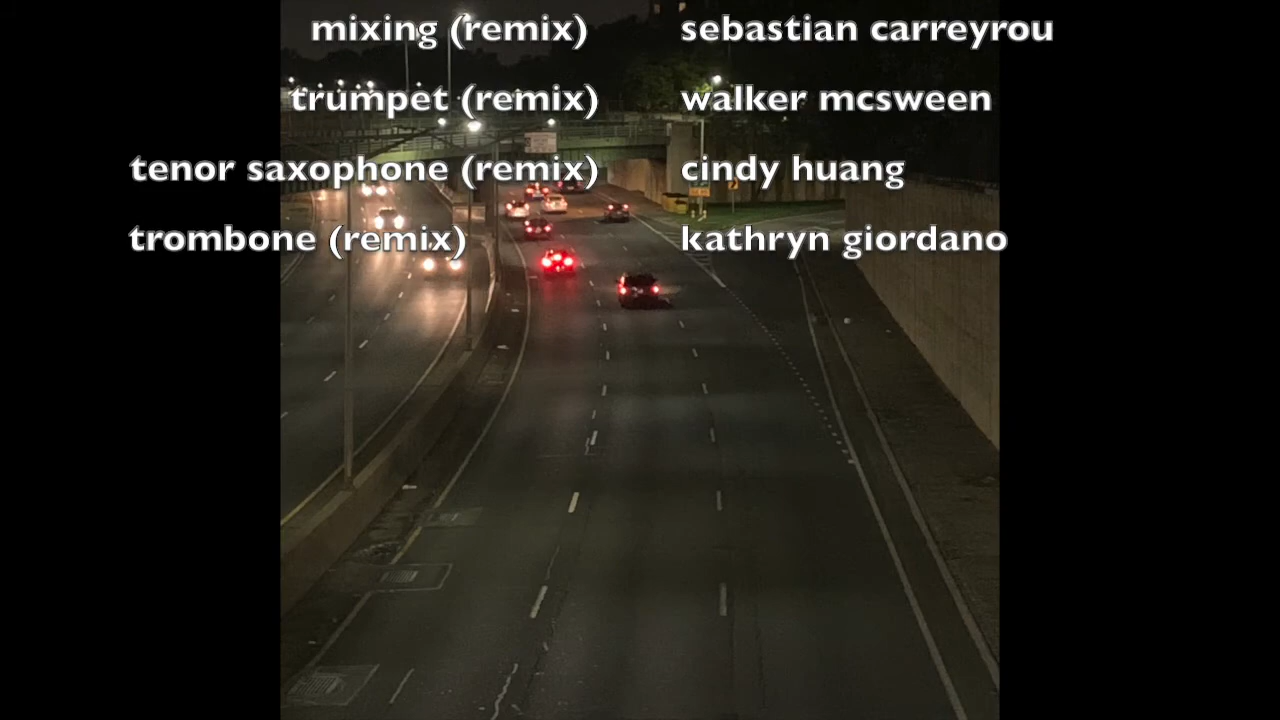 mixing (remix) sebastian carreyrou
trumpet (remix) walker mcsween
tenor saxophone (remix) cindy huang
trombone (remix) kathryn giordano